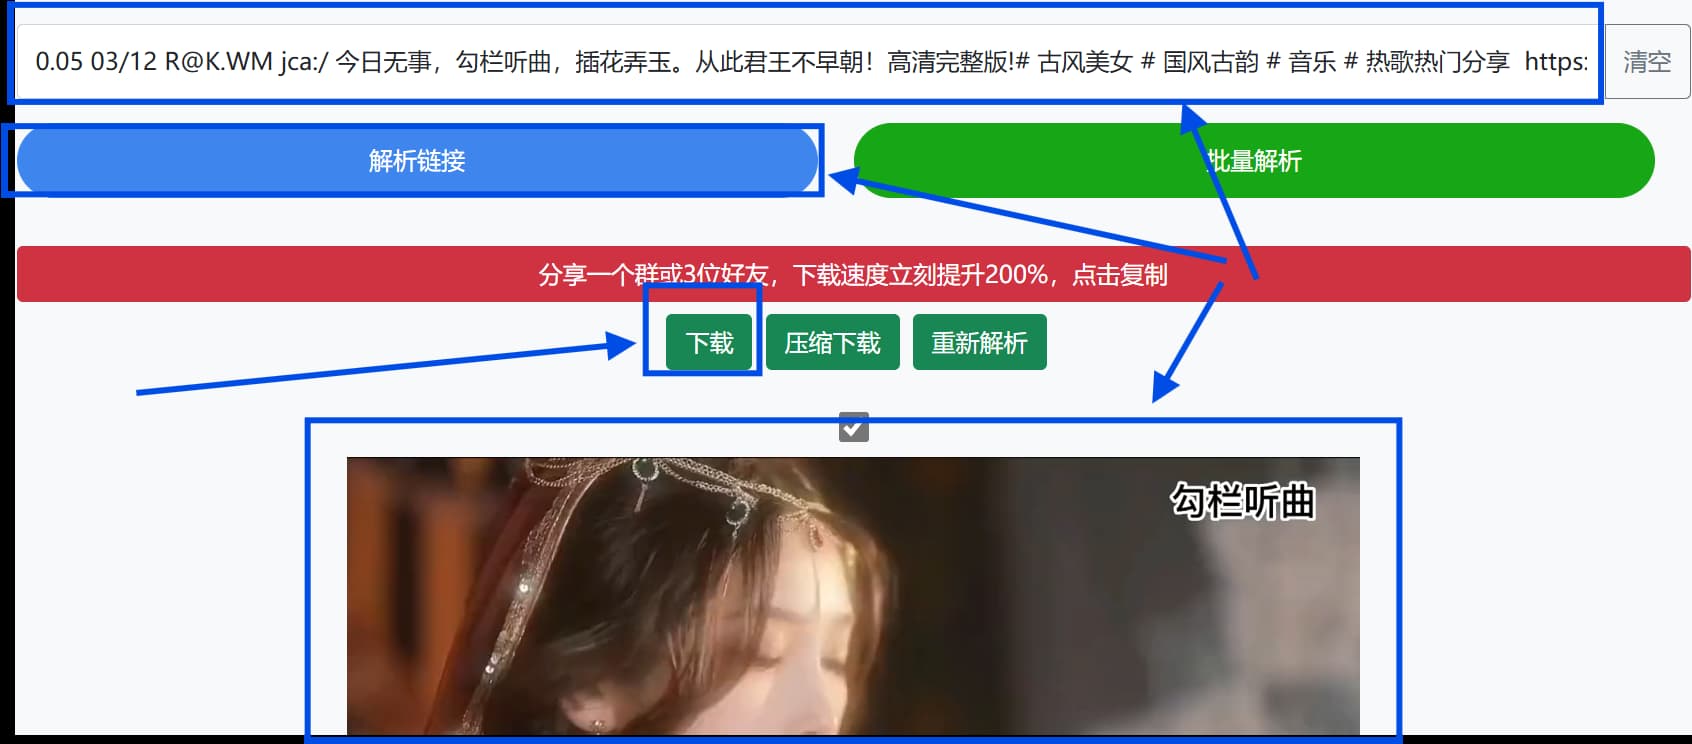 0.05 03/12 R@K.WM jca:/ 今日无事，勾栏听曲，插花弄玉。从此君王不早朝！高清完整版!# 古风美女 # 国风古韵 # 音乐 # 热歌热门分享 https:
清空
解析链接
批量解析
分享一个群或3位好友，下载速度立刻提升200%，点击复制
下载
压缩下载
重新解析
勾栏听曲